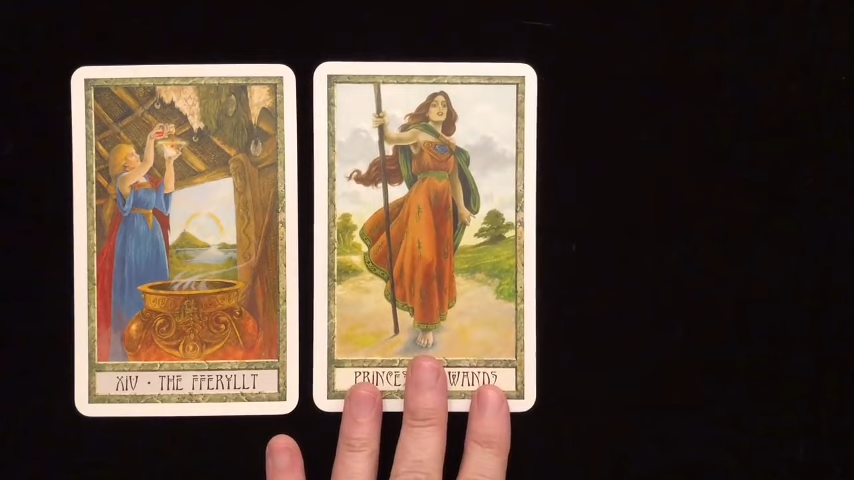 XIV • THE FFERYLLT
PRINCES WANDS